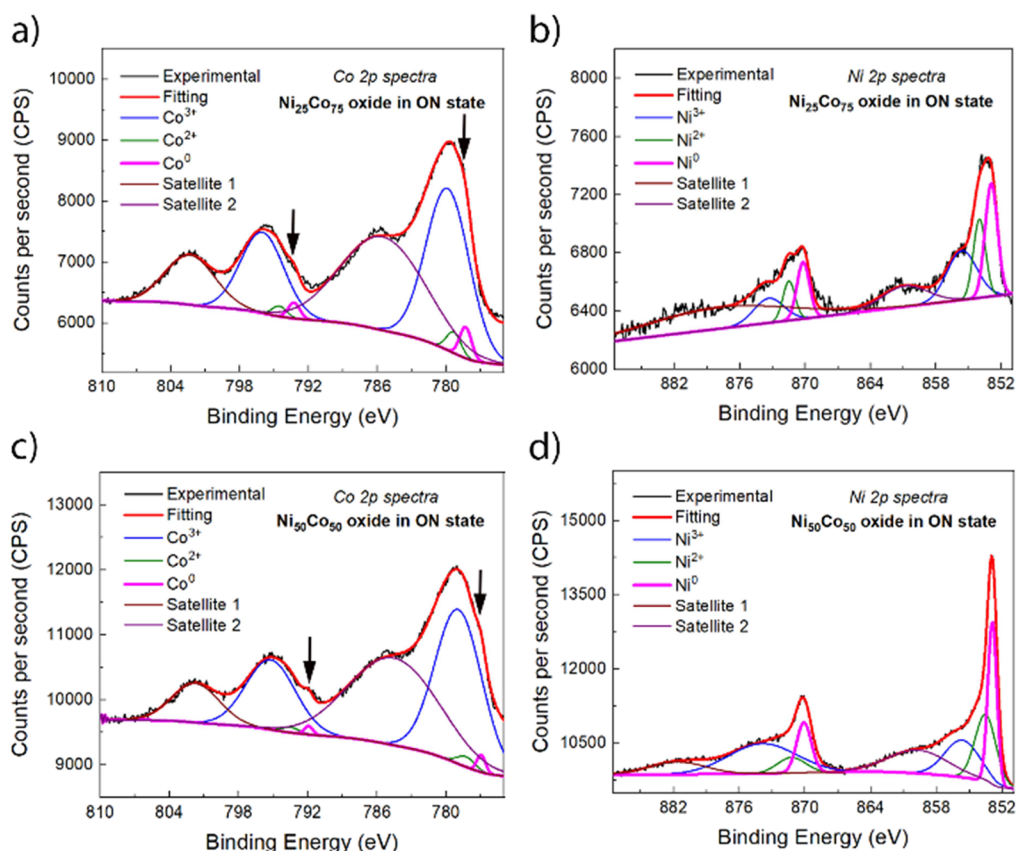 a)
Counts per second (CPS)
10000
9000
8000
7000
6000
Experimental
Fitting
Co³⁺
Co²⁺
Co⁰
Satellite 1
Satellite 2
Co 2p spectra
Ni₂₅Co₇₅ oxide in ON state
810 804 798 792 786 780
Binding Energy (eV)
b)
Counts per second (CPS)
8000
7600
7200
6800
6400
6000
Experimental
Fitting
Ni³⁺
Ni²⁺
Ni⁰
Satellite 1
Satellite 2
Ni 2p spectra
Ni₂₅Co₇₅ oxide in ON state
882 876 870 864 858 852
Binding Energy (eV)
c)
Counts per second (CPS)
13000
12000
11000
10000
9000
Experimental
Fitting
Co³⁺
Co²⁺
Co⁰
Satellite 1
Satellite 2
Co 2p spectra
Ni₅₀Co₅₀ oxide in ON state
810 804 798 792 786 780
Binding Energy (eV)
d)
Counts per second (CPS)
15000
13500
12000
10500
Experimental
Fitting
Ni³⁺
Ni²⁺
Ni⁰
Satellite 1
Satellite 2
Ni 2p spectra
Ni₅₀Co₅₀ oxide in ON state
882 876 870 864 858 852
Binding Energy (eV)